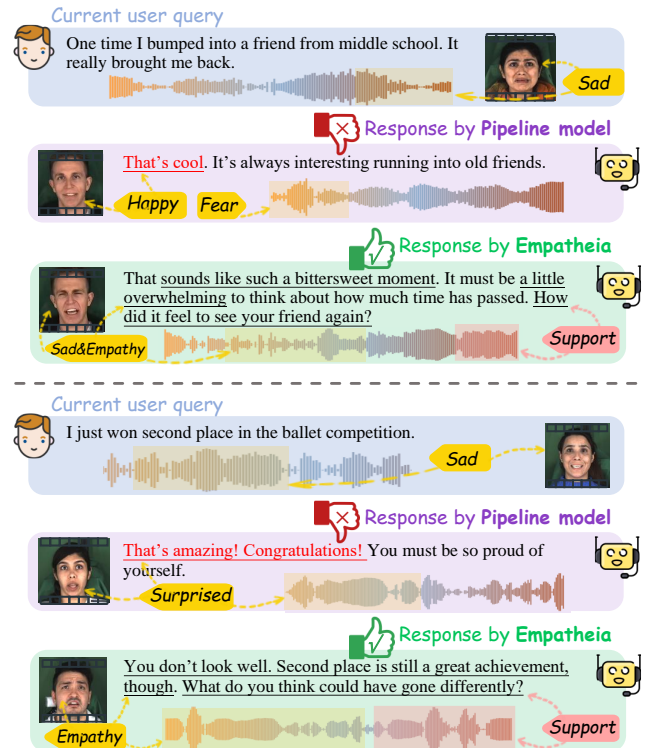 Current user query
One time I bumped into a friend from middle school. It
really brought me back.
Sad
Response by Pipeline model
That's cool. It's always interesting running into old friends.
Happy
Fear
Response by Empatheia
That sounds like such a bittersweet moment. It must be a little
overwhelming to think about how much time has passed. How
did it feel to see your friend again?
Sad&Empathy
Support
Current user query
I just won second place in the ballet competition.
Sad
Response by Pipeline model
That's amazing! Congratulations! You must be so proud of
yourself.
Surprised
Response by Empatheia
You don't look well. Second place is still a great achievement,
though. What do you think could have gone differently?
Empathy
Support